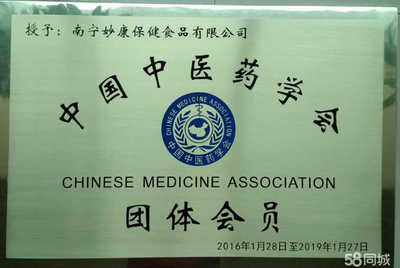 授予：南宁妙康保健食品有限公司
中国中医药学会
CHINESE MEDICINE ASSOCIATION
中国中医药学会
CHINESE MEDICINE ASSOCIATION
团体会员
2016年1月28日至2019年1月27日
58同城